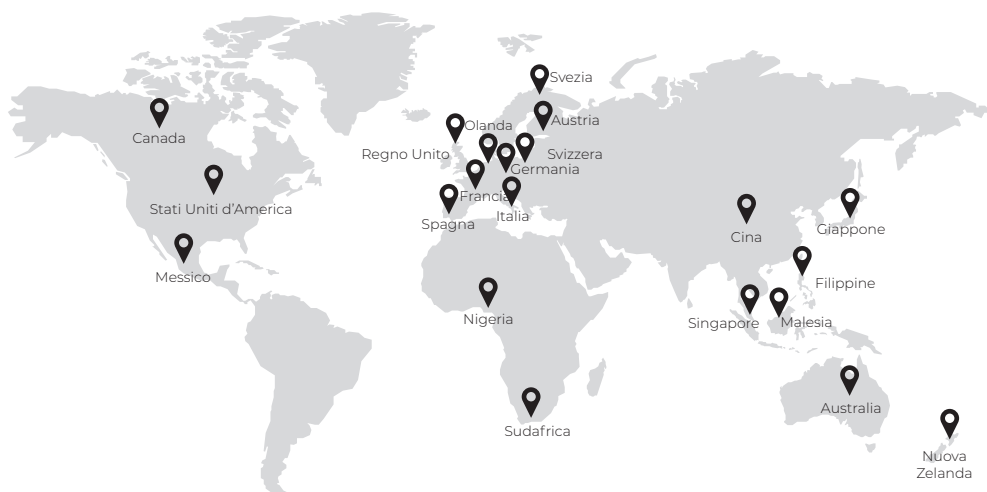 Svezia
Canada
Olanda
Austria
Regno Unito
Svizzera
Germania
Stati Uniti d'America
Francia
Spagna
Italia
Cina
Giappone
Messico
Filippine
Nigeria
Singapore
Malesia
Australia
Sudafrica
Nuova
Zelanda